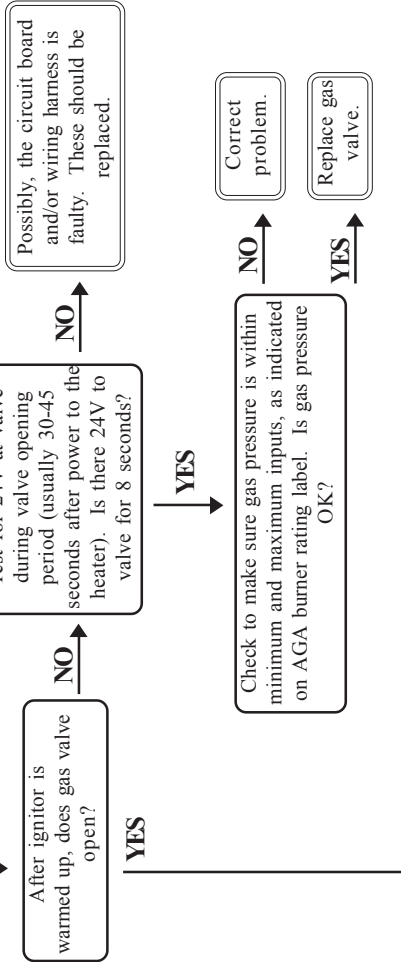 Possibly, the circuit board
and/or wiring harness is
faulty. These should be
replaced.
NO
Test for 24V at valve
during valve opening
period (usually 30-45
seconds after power to the
heater). Is there 24V to
valve for 8 seconds?
NO
After ignitor is
warmed up, does gas valve
open?
YES
YES
Check to make sure gas pressure is within
minimum and maximum inputs, as indicated
on AGA burner rating label. Is gas pressure
OK?
NO
Correct
problem.
YES
Replace gas
valve.